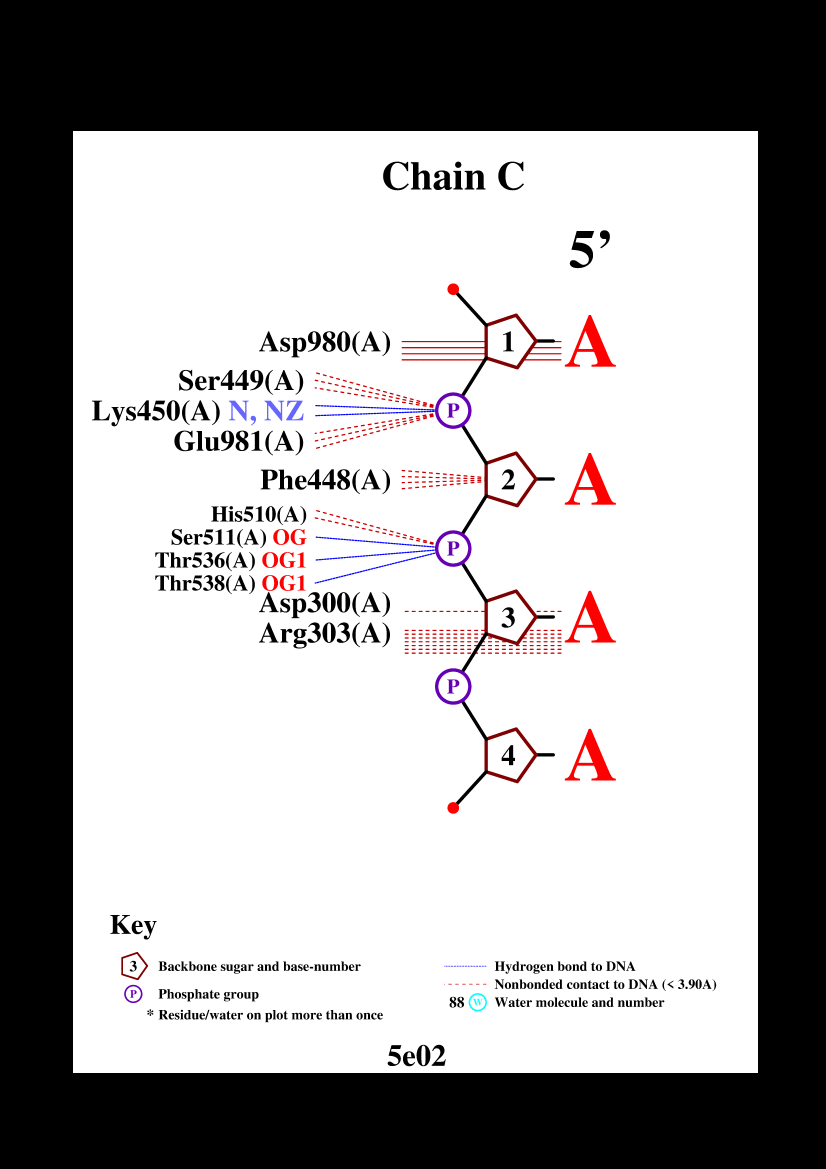 Chain C
5’
Asp980(A) 1 A
Ser449(A)
Lys450(A) N, NZ P
Glu981(A)
Phe448(A) 2 A
His510(A)
Ser511(A) OG P
Thr536(A) OG1
Thr538(A) OG1
Asp300(A) 3 A
Arg303(A)
P
4 A
Key
3 Backbone sugar and base-number
P Phosphate group
* Residue/water on plot more than once
Hydrogen bond to DNA
Nonbonded contact to DNA (< 3.90A)
88 W Water molecule and number
5e02